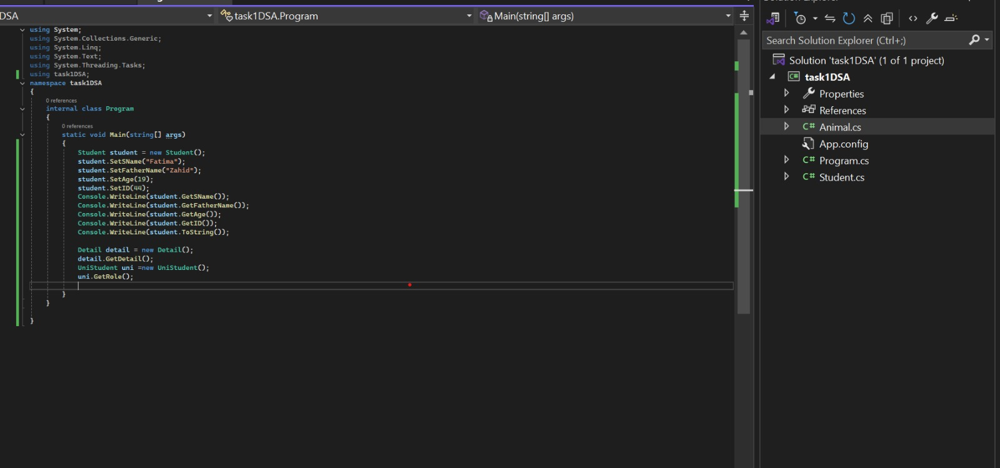 DSA
task1DSA.Program
Main(string[] args)
using System;
using System.Collections.Generic;
using System.Linq;
using System.Text;
using System.Threading.Tasks;
using task1DSA;
namespace task1DSA
{
0 references
internal class Program
{
0 references
static void Main(string[] args)
{
Student student = new Student();
student.SetSName("Fatima");
student.SetFatherName("Zahid");
student.SetAge(19);
student.SetID(44);
Console.WriteLine(student.GetSName());
Console.WriteLine(student.GetFatherName());
Console.WriteLine(student.GetAge());
Console.WriteLine(student.GetID());
Console.WriteLine(student.ToString());
Detail detail = new Detail();
detail.GetDetail();
UniStudent uni =new UniStudent();
uni.GetRole();
}
}
}
Search Solution Explorer (Ctrl+;)
Solution 'task1DSA' (1 of 1 project)
C# task1DSA
Properties
References
C# Animal.cs
App.config
C# Program.cs
C# Student.cs